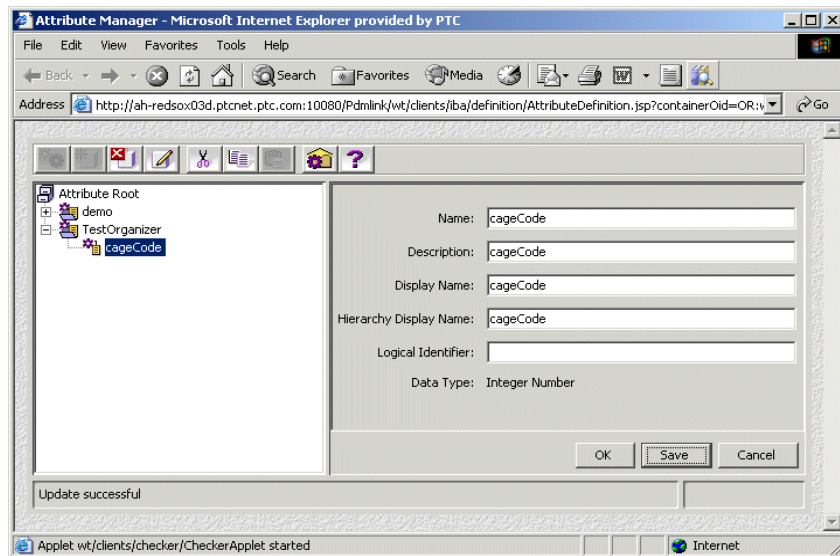 Attribute Manager - Microsoft Internet Explorer provided by PTC
File Edit View Favorites Tools Help
Back Search Favorites Media
Address http://ah-redsox03d.ptcnet.ptc.com:10080/Pdmlink/wt/clients/iba/definition/AttributeDefinition.jsp?containerOid=OR:v Go
Attribute Root
demo
TestOrganizer
cageCode
Name: cageCode
Description: cageCode
Display Name: cageCode
Hierarchy Display Name: cageCode
Logical Identifier:
Data Type: Integer Number
OK Save Cancel
Update successful
Applet wt/clients/checker/CheckerApplet started Internet